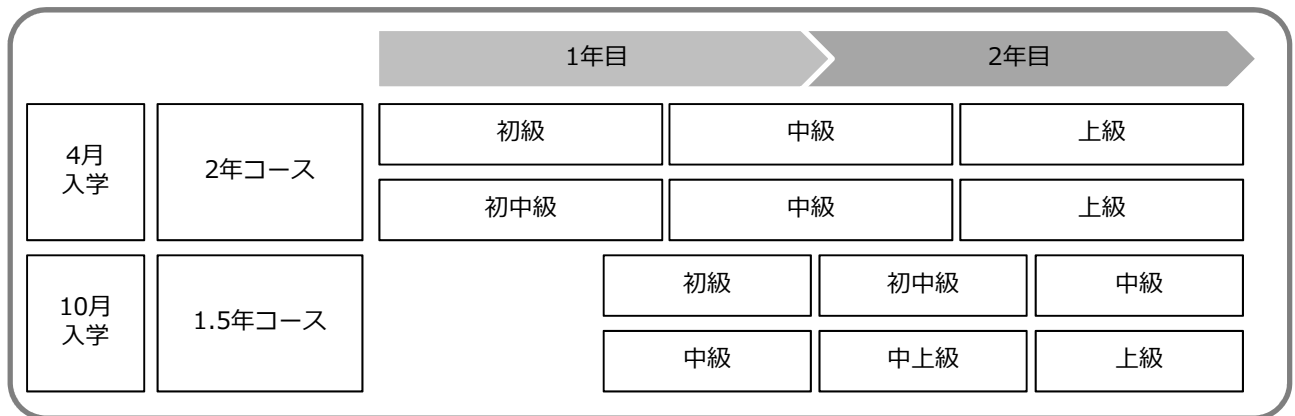 1年目
2年目
4月
入学
2年コース
初級
中級
上級
初中級
中級
上級
10月
入学
1.5年コース
初級
初中級
中級
中級
中上級
上級